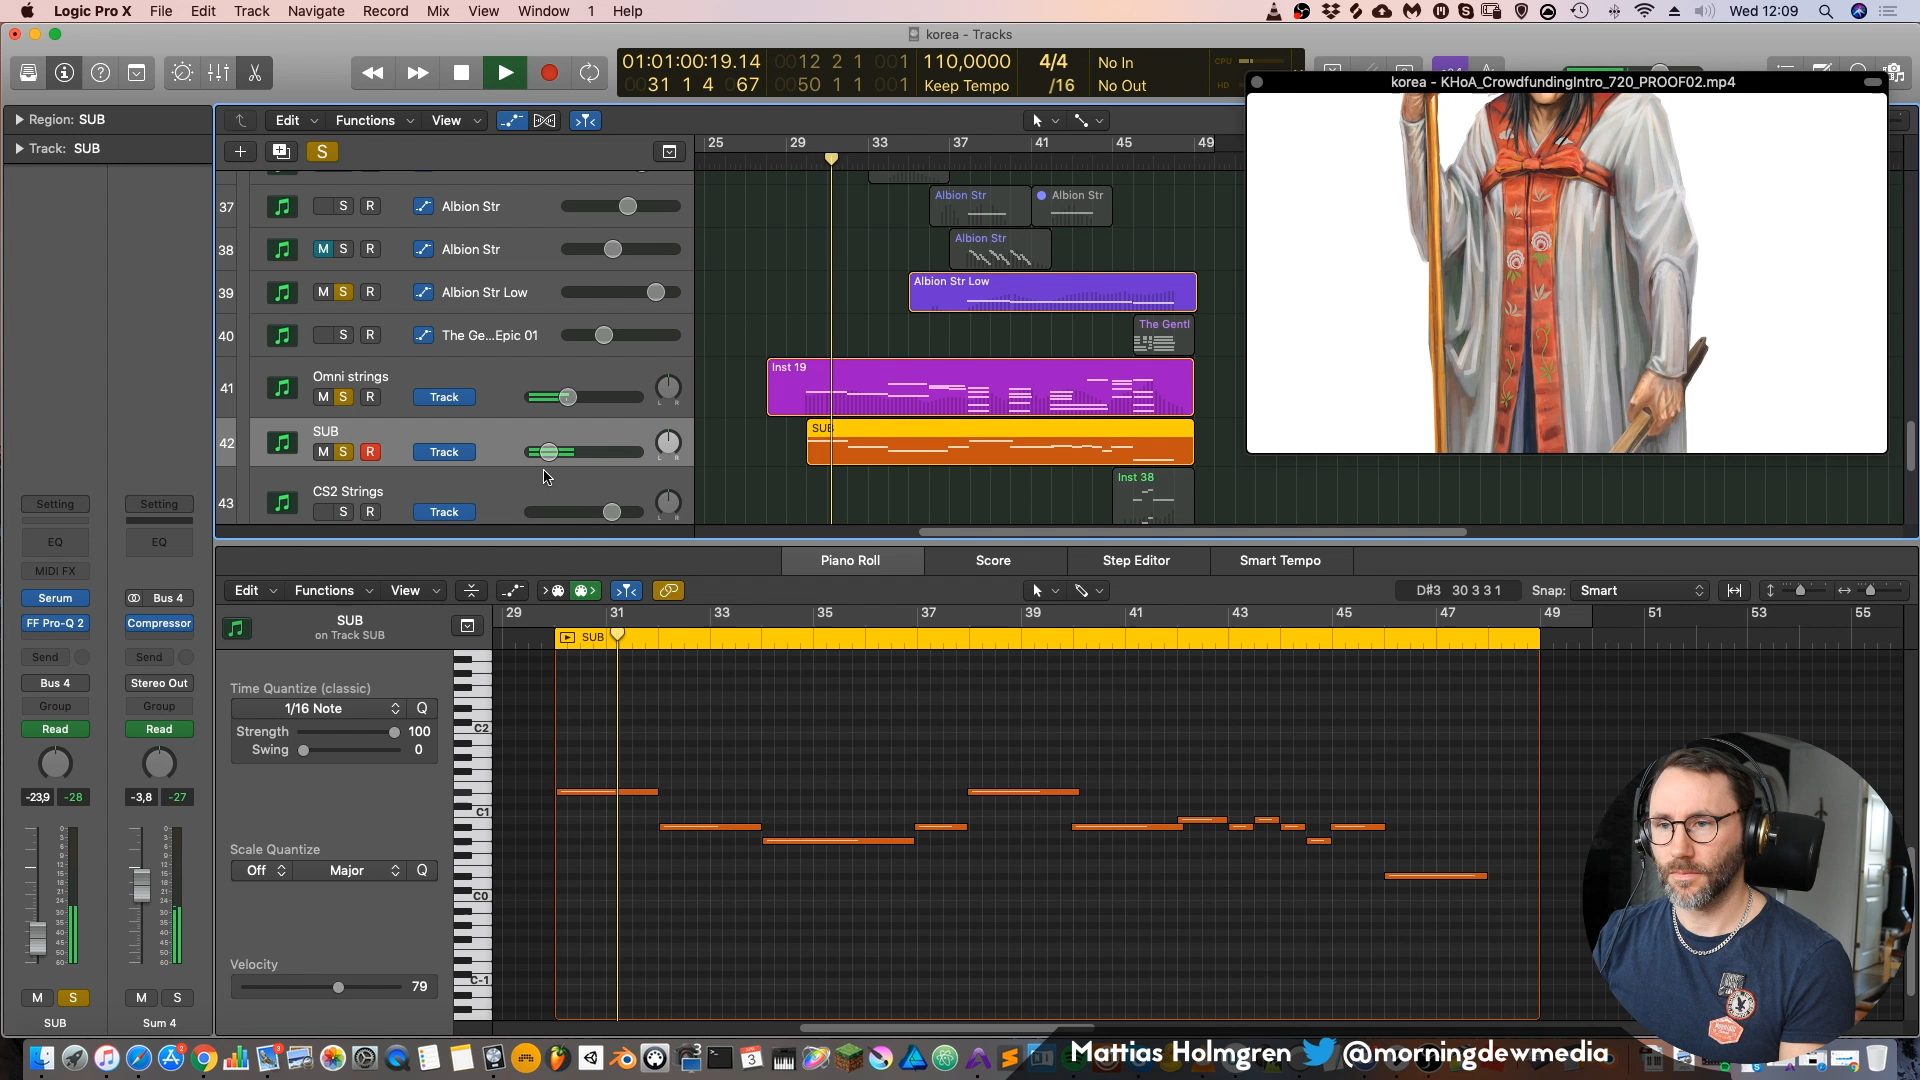 Logic Pro X File Edit Track Navigate Record Mix View Window 1 Help
Wed 12:09
korea - Tracks
01:01:00:19.14 0012 2 1 001 110,0000 4/4 No In CPU
0031 1 4 067 0050 1 1 001 Keep Tempo /16 No Out HD
korea - KHoA_CrowdfundingIntro_720_PROOF02.mp4
Region: SUB
Edit Functions View
Track: SUB
S
25 29 33 37 41 45 49
37 S R Albion Str
Albion Str Albion Str
38 M S R Albion Str
Albion Str
39 M S R Albion Str Low
Albion Str Low
40 S R The Ge...Epic 01
The Gentl
Omni strings
41 M S R Track L R
Inst 19
SUB
42 M S R Track L R
SUB
CS2 Strings
43 S R Track L R
Inst 38
Setting Setting
EQ EQ
MIDI FX
Serum Bus 4
FF Pro-Q 2 Compressor
Send Send
Bus 4 Stereo Out
Group Group
Read Read
-23,9 -28 -3,8 -27
M S M S
SUB Sum 4
Piano Roll Score Step Editor Smart Tempo
Edit Functions View
D#3 30 3 3 1 Snap: Smart
29 31 33 35 37 39 41 43 45 47 49 51 53 55
SUB
on Track SUB
SUB
Time Quantize (classic)
1/16 Note Q
Strength 100
Swing 0
Scale Quantize
Off Major Q
Velocity
79
C2
C1
C0
C-1
Mattias Holmgren @morningdewmedia